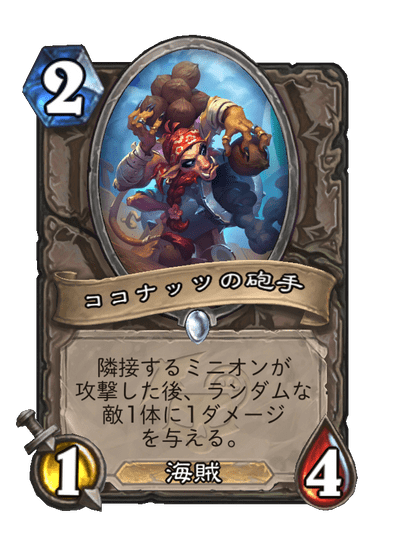 2
ココナッツの砲手
隣接するミニオンが
攻撃した後、ランダムな
敵1体に1ダメージ
を与える。
1
海賊
4